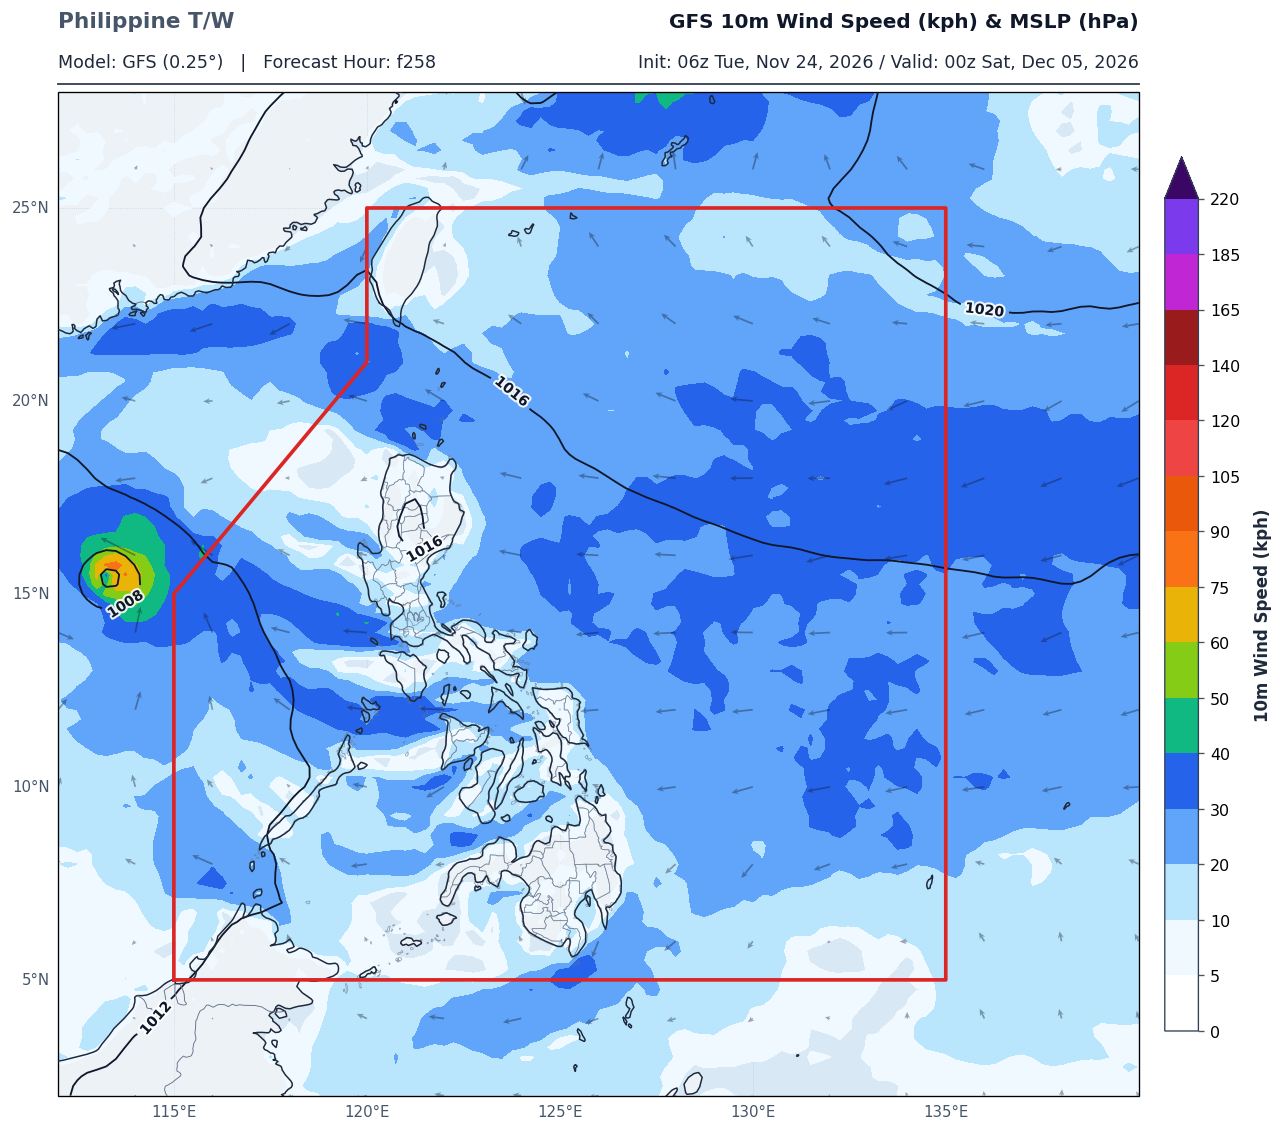 Philippine T/W
GFS 10m Wind Speed (kph) & MSLP (hPa)
Model: GFS (0.25°) | Forecast Hour: f258
Init: 06z Tue, Nov 24, 2026 / Valid: 00z Sat, Dec 05, 2026
25°N
20°N
15°N
10°N
5°N
115°E
120°E
125°E
130°E
135°E
1020
1016
1016
1008
1012
220
185
165
140
120
105
90
75
60
50
40
30
20
10
5
0
10m Wind Speed (kph)